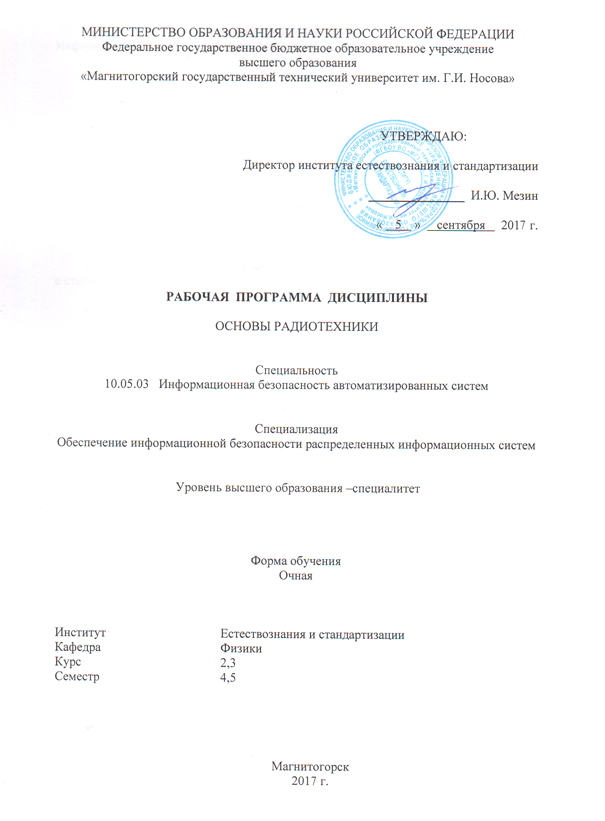 МИНИСТЕРСТВО ОБРАЗОВАНИЯ И НАУКИ РОССИЙСКОЙ ФЕДЕРАЦИИ
Федеральное государственное бюджетное образовательное учреждение
высшего образования
«Магнитогорский государственный технический университет им. Г.И. Носова»
УТВЕРЖДАЮ:
Директор института естествознания и стандартизации
И.Ю. Мезин
« 5 » сентября 2017 г.
РАБОЧАЯ ПРОГРАММА ДИСЦИПЛИНЫ
ОСНОВЫ РАДИОТЕХНИКИ
Специальность
10.05.03 Информационная безопасность автоматизированных систем
Специализация
Обеспечение информационной безопасности распределенных информационных систем
Уровень высшего образования –специалитет
Форма обучения
Очная
Институт Естествознания и стандартизации
Кафедра Физики
Курс 2,3
Семестр 4,5
Магнитогорск
2017 г.